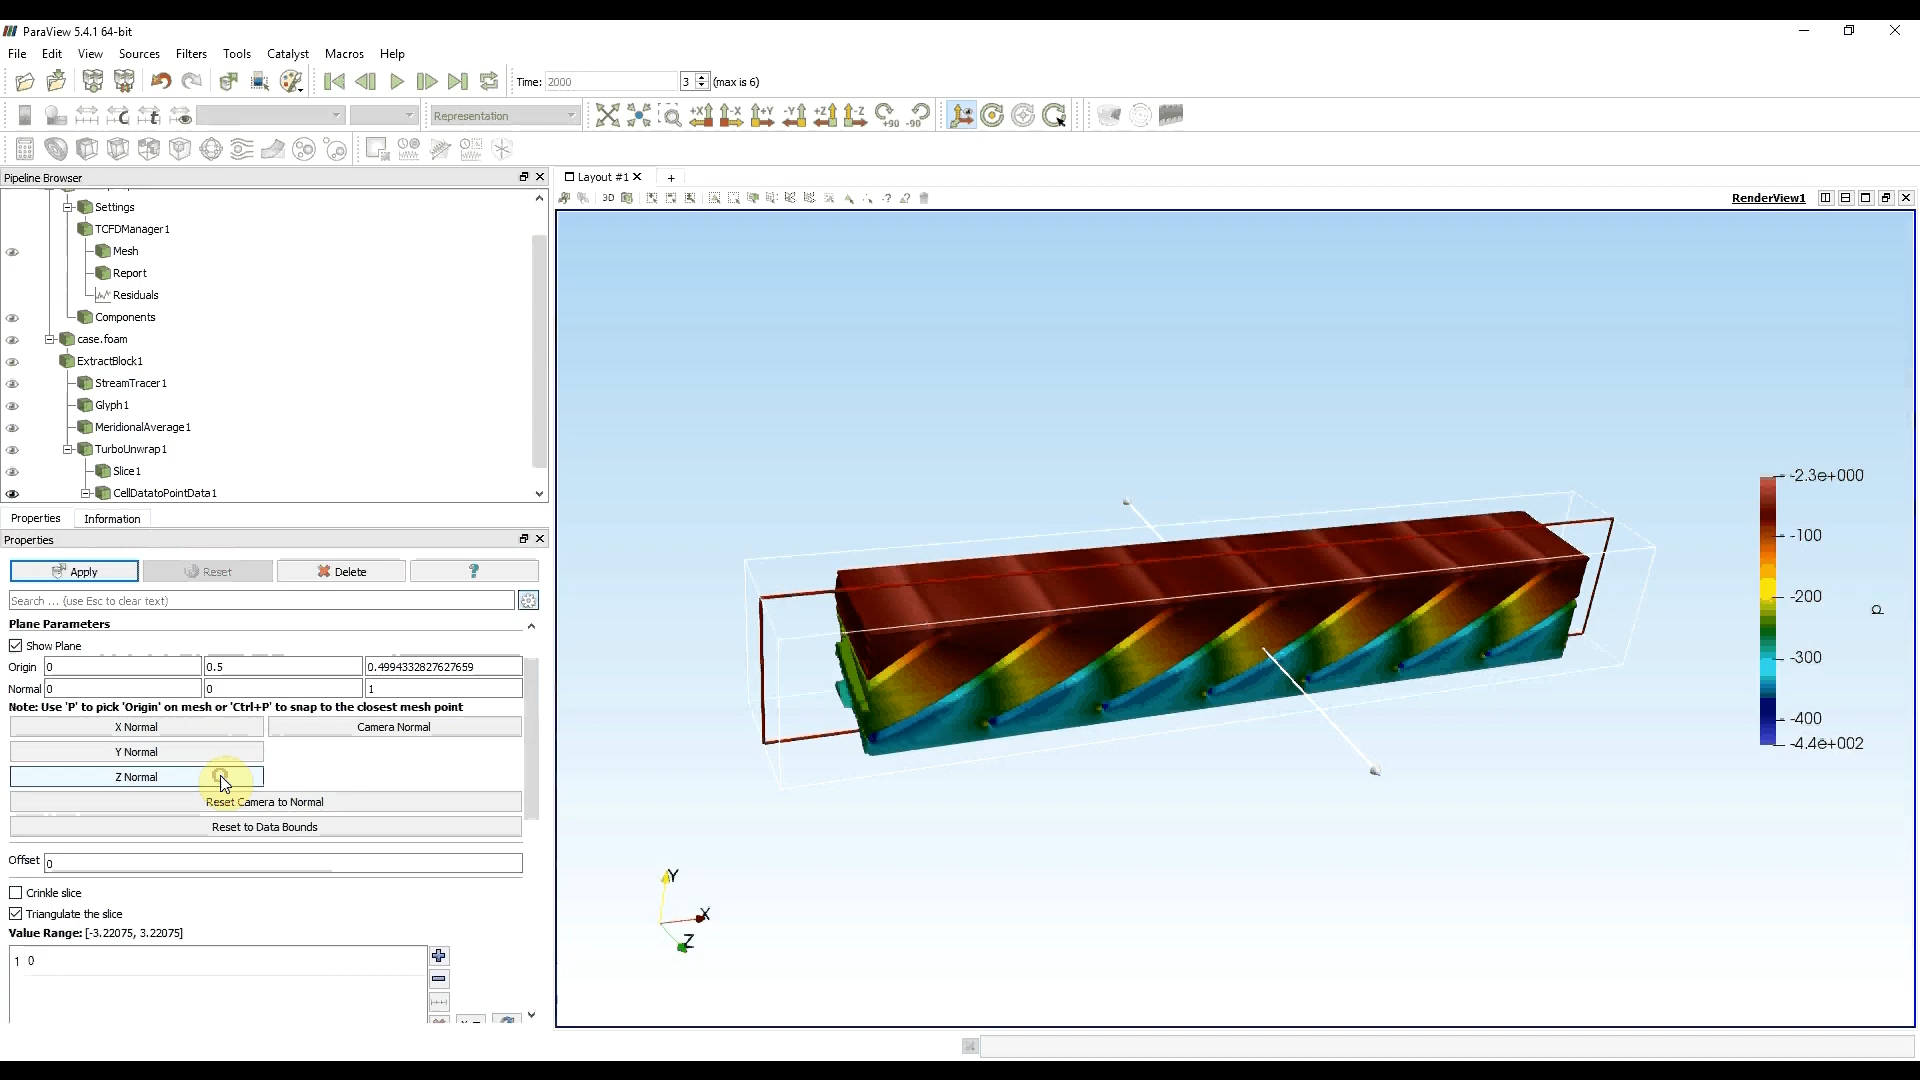 ParaView 5.4.1 64-bit
File Edit View Sources Filters Tools Catalyst Macros Help
Time: 2000 3 (max is 6)
Representation
+X -X +Y -Y +Z -Z +90 -90
Pipeline Browser
Layout #1
3D
RenderView1
Settings
TCFDManager1
Mesh
Report
Residuals
Components
case.foam
ExtractBlock1
StreamTracer1
Glyph1
MeridionalAverage1
TurboUnwrap1
Slice1
CellDatatoPointData1
Properties Information
Properties
Apply Reset Delete ?
Search ... (use Esc to clear text)
Plane Parameters
Show Plane
Origin 0 0.5 0.4994332827627659
Normal 0 0 1
Note: Use 'P' to pick 'Origin' on mesh or 'Ctrl+P' to snap to the closest mesh point
X Normal Camera Normal
Y Normal
Z Normal
Reset Camera to Normal
Reset to Data Bounds
Offset 0
Crinkle slice
Triangulate the slice
Value Range: [-3.22075, 3.22075]
1 0
-2.3e+000
-100
-200
p
-300
-400
-4.4e+002
Y
X
Z